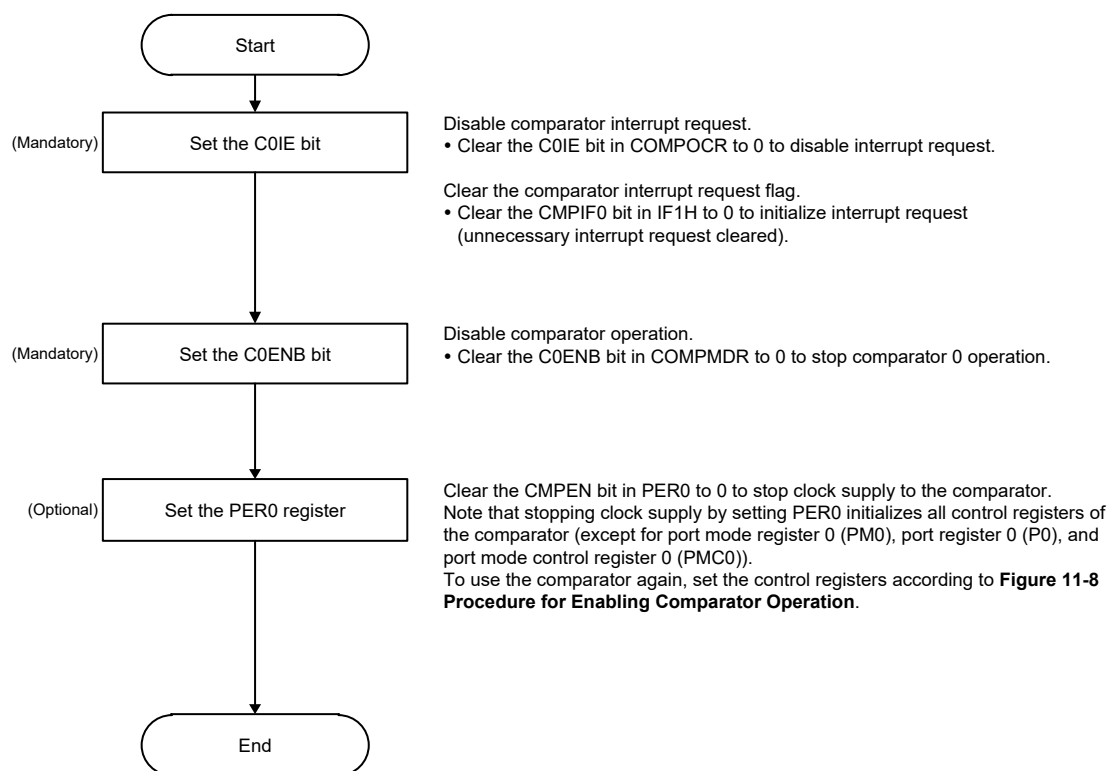 Start
(Mandatory)
Set the C0IE bit
Disable comparator interrupt request.
• Clear the C0IE bit in COMPOCR to 0 to disable interrupt request.
Clear the comparator interrupt request flag.
• Clear the CMPIF0 bit in IF1H to 0 to initialize interrupt request
(unnecessary interrupt request cleared).
(Mandatory)
Set the C0ENB bit
Disable comparator operation.
• Clear the C0ENB bit in COMPMDR to 0 to stop comparator 0 operation.
(Optional)
Set the PER0 register
Clear the CMPEN bit in PER0 to 0 to stop clock supply to the comparator.
Note that stopping clock supply by setting PER0 initializes all control registers of
the comparator (except for port mode register 0 (PM0), port register 0 (P0), and
port mode control register 0 (PMC0)).
To use the comparator again, set the control registers according to Figure 11-8
Procedure for Enabling Comparator Operation.
End